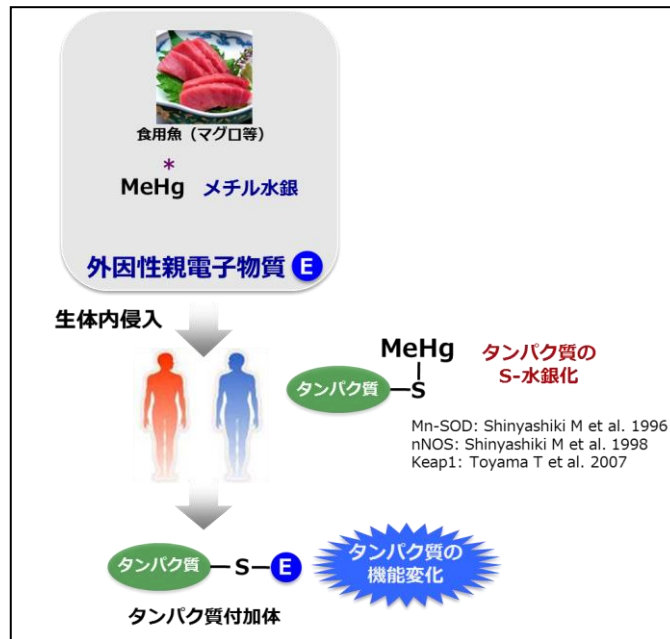 食用魚（マグロ等）
*
MeHg メチル水銀
外因性親電子物質 E
生体内侵入
MeHg
タンパク質 S
タンパク質の
S-水銀化
Mn-SOD: Shinyashiki M et al. 1996
nNOS: Shinyashiki M et al. 1998
Keap1: Toyama T et al. 2007
タンパク質 S E
タンパク質の
機能変化
タンパク質付加体